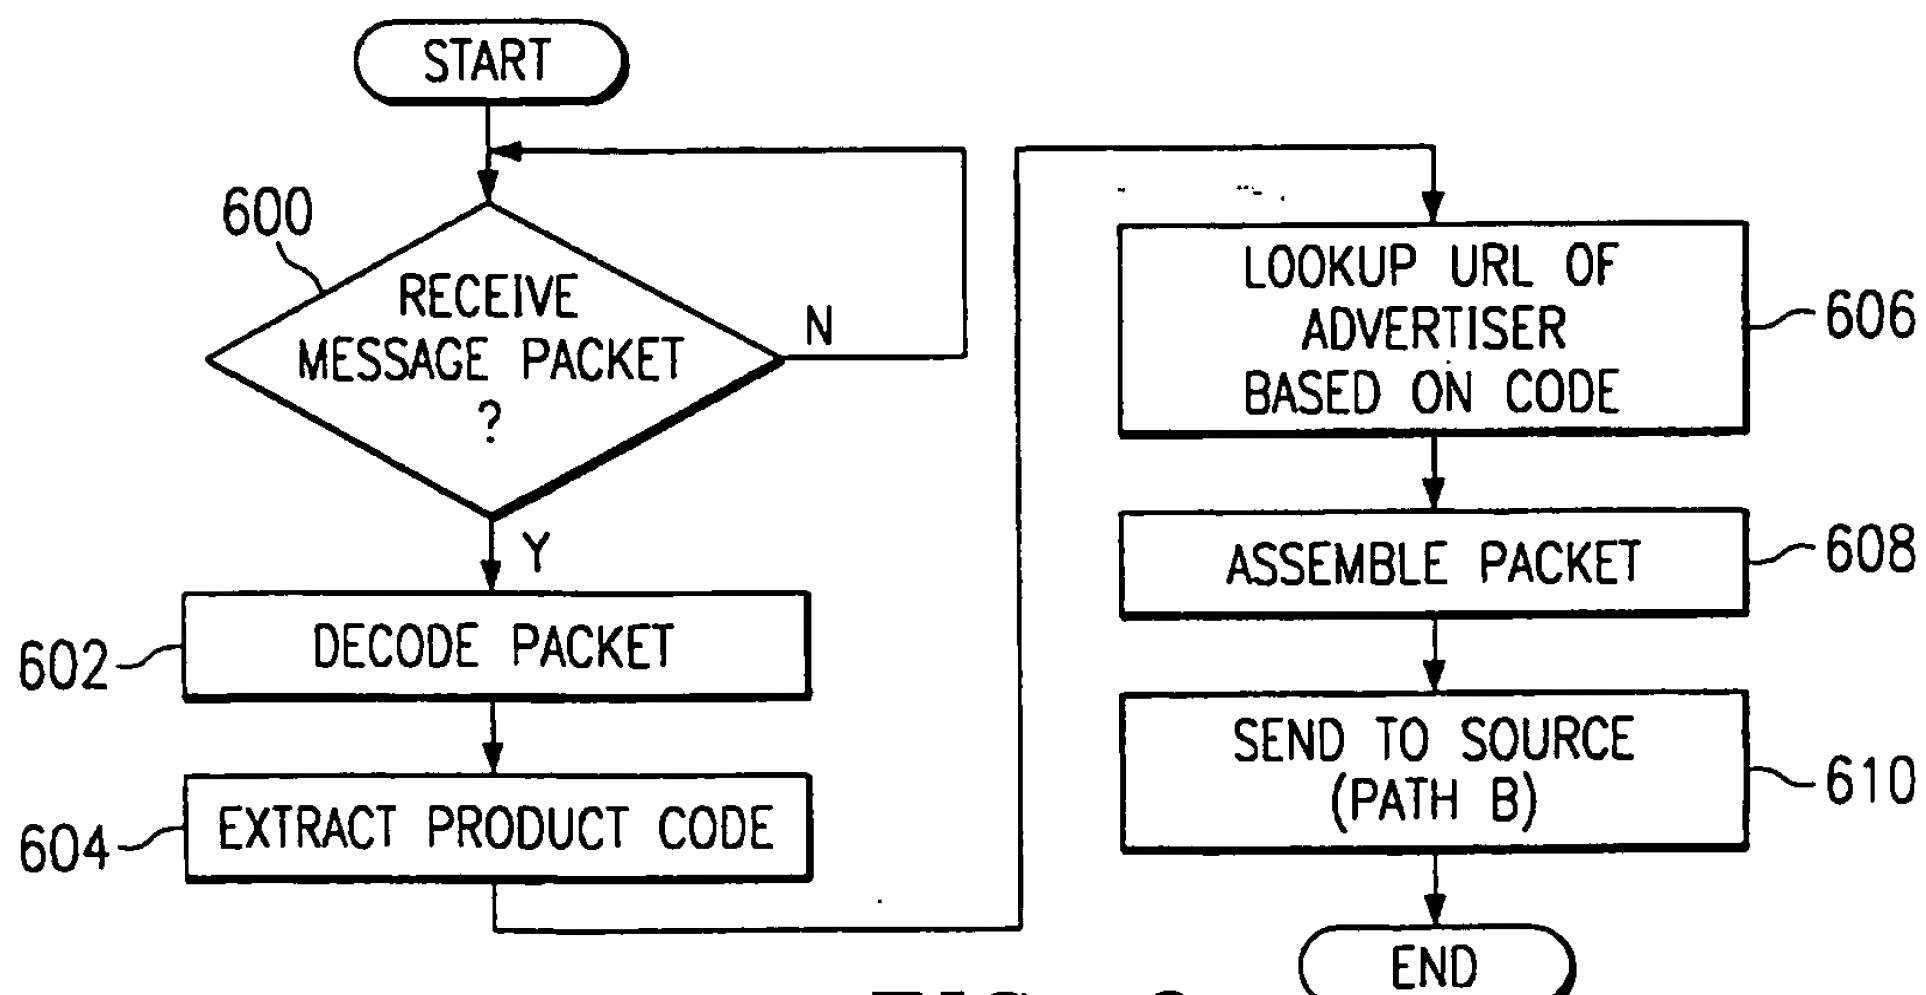 START
600
RECEIVE
MESSAGE PACKET
?
N
Y
DECODE PACKET
602
EXTRACT PRODUCT CODE
604
LOOKUP URL OF
ADVERTISER
BASED ON CODE
606
ASSEMBLE PACKET
608
SEND TO SOURCE
(PATH B)
610
END